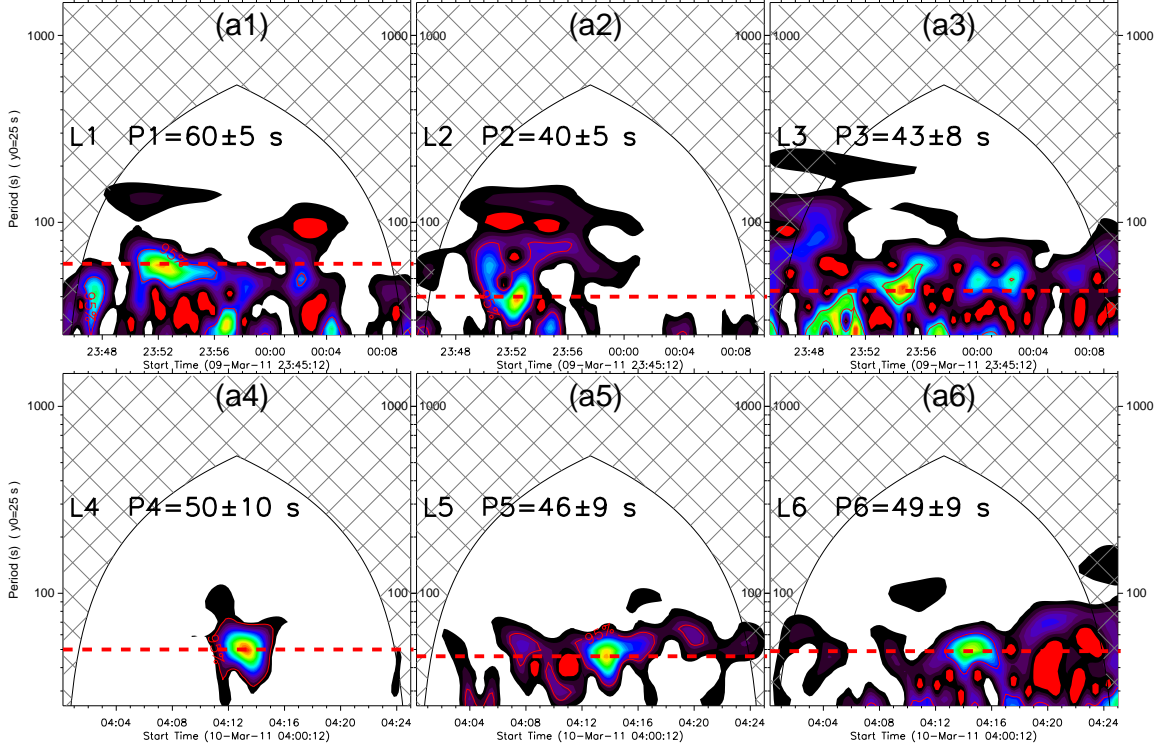 (a1) (a2) (a3)
1000 1000 1000 1000 1000
L1 P1=60±5 s L2 P2=40±5 s L3 P3=43±8 s
Period (s) ( y0=25 s )
100 100 100 100 100
95%
23:48 23:52 23:56 00:00 00:04 00:08 23:48 23:52 23:56 00:00 00:04 00:08 23:48 23:52 23:56 00:00 00:04 00:08
Start Time (09-Mar-11 23:45:12) Start Time (09-Mar-11 23:45:12) Start Time (09-Mar-11 23:45:12)
(a4) (a5) (a6)
1000 1000 1000 1000 1000
L4 P4=50±10 s L5 P5=46±9 s L6 P6=49±9 s
Period (s) ( y0=25 s )
100 100 100 100 100
95%
04:04 04:08 04:12 04:16 04:20 04:24 04:04 04:08 04:12 04:16 04:20 04:24 04:04 04:08 04:12 04:16 04:20 04:24
Start Time (10-Mar-11 04:00:12) Start Time (10-Mar-11 04:00:12) Start Time (10-Mar-11 04:00:12)